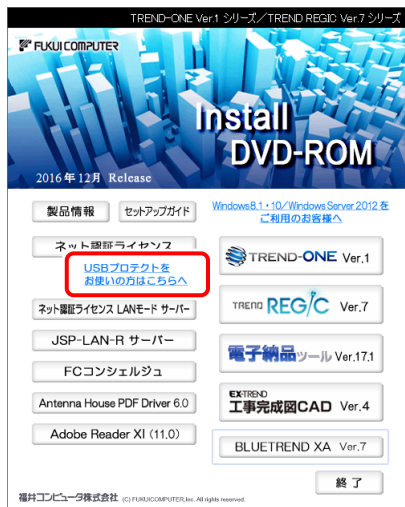 TREND-ONE Ver.1 シリーズ／TREND REGIC Ver.7 シリーズ
FUKUI COMPUTER
Install
DVD-ROM
2016年12月 Release
製品情報
セットアップガイド
Windows8.1・10／Windows Server 2012 を
ご利用のお客様へ
ネット認証ライセンス
USBプロテクトを
お使いの方はこちらへ
ネット認証ライセンス LANモード サーバー
JSP-LAN-R サーバー
FCコンシェルジュ
Antenna House PDF Driver 6.0
Adobe Reader XI (11.0)
TREND-ONE Ver.1
TREND REGIC Ver.7
電子納品ツール Ver.17.1
EX-TREND
工事完成図CAD Ver.4
BLUETREND XA Ver.7
終 了
福井コンピュータ株式会社 (C) FUKUICOMPUTER,Inc. All rights reserved.